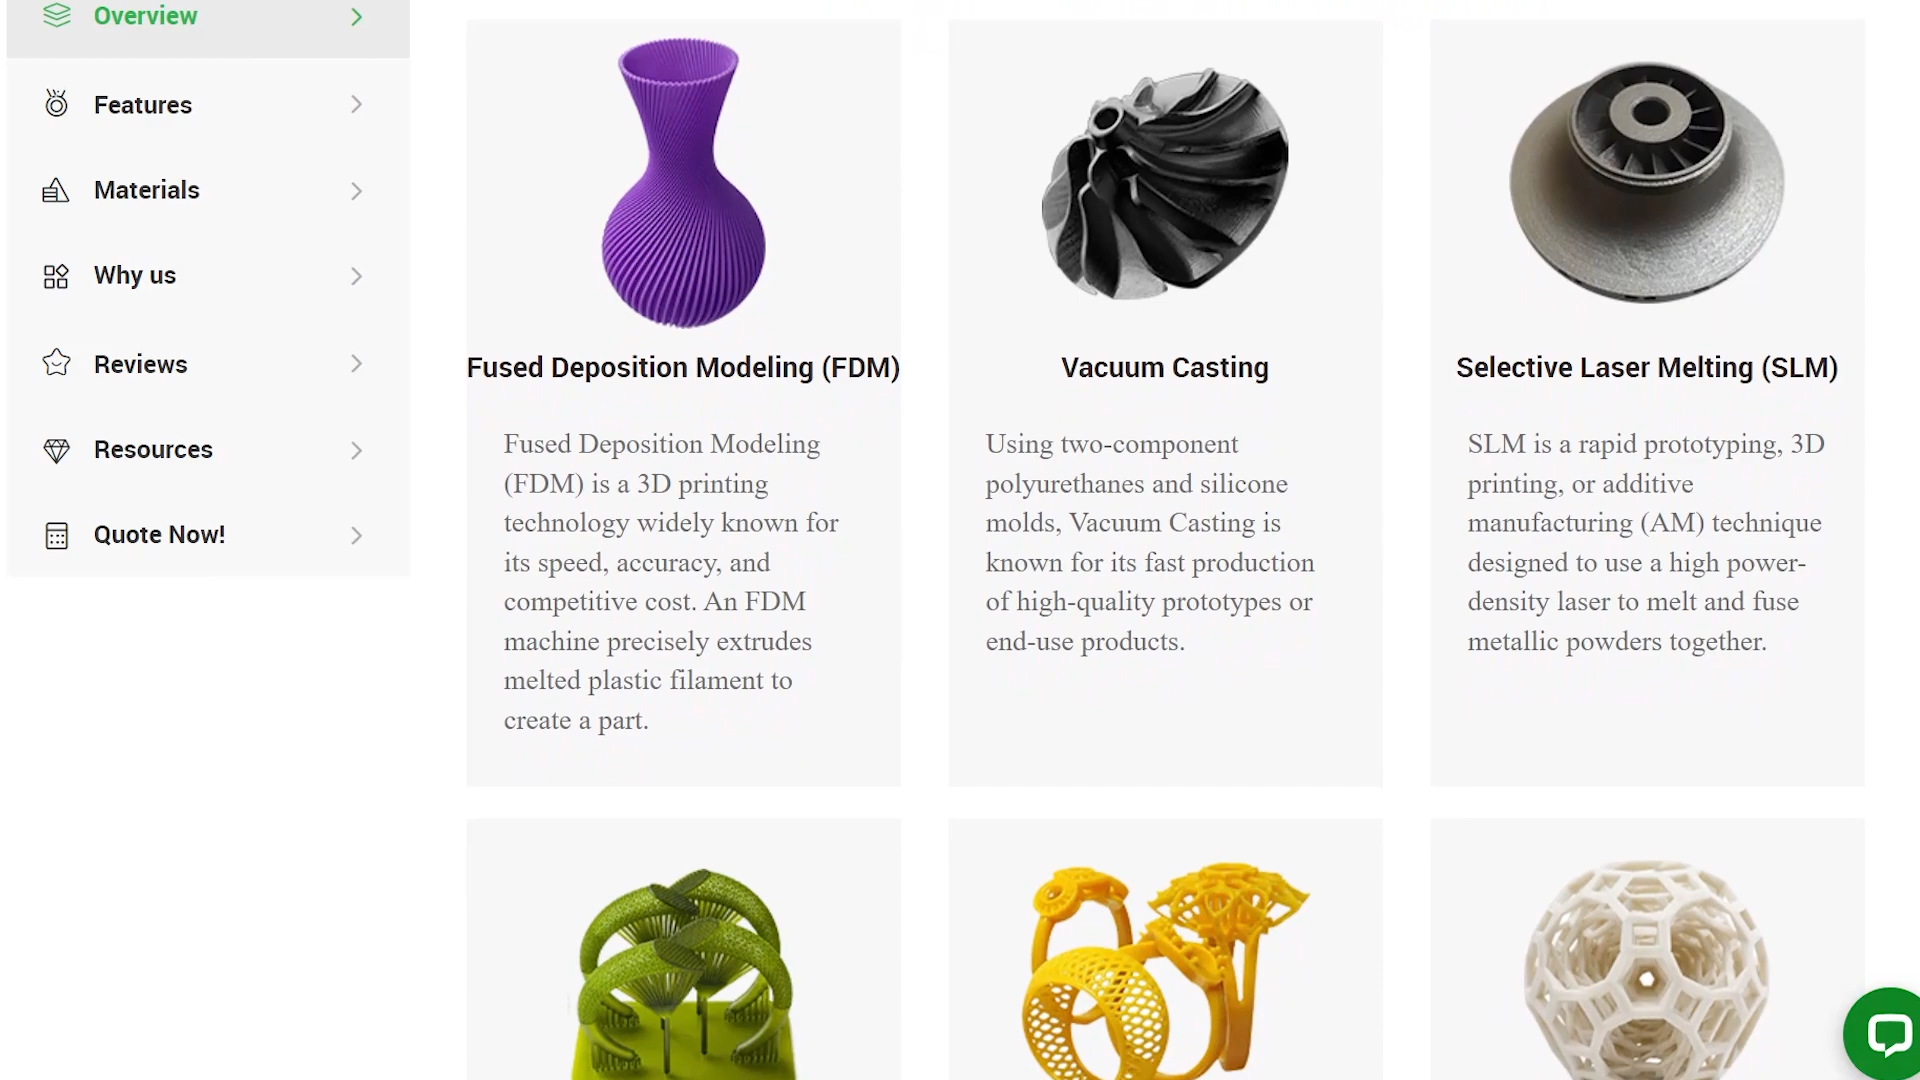 Overview
Features
Materials
Why us
Reviews
Resources
Quote Now!
Fused Deposition Modeling (FDM)
Fused Deposition Modeling
(FDM) is a 3D printing
technology widely known for
its speed, accuracy, and
competitive cost. An FDM
machine precisely extrudes
melted plastic filament to
create a part.
Vacuum Casting
Using two-component
polyurethanes and silicone
molds, Vacuum Casting is
known for its fast production
of high-quality prototypes or
end-use products.
Selective Laser Melting (SLM)
SLM is a rapid prototyping, 3D
printing, or additive
manufacturing (AM) technique
designed to use a high power-
density laser to melt and fuse
metallic powders together.